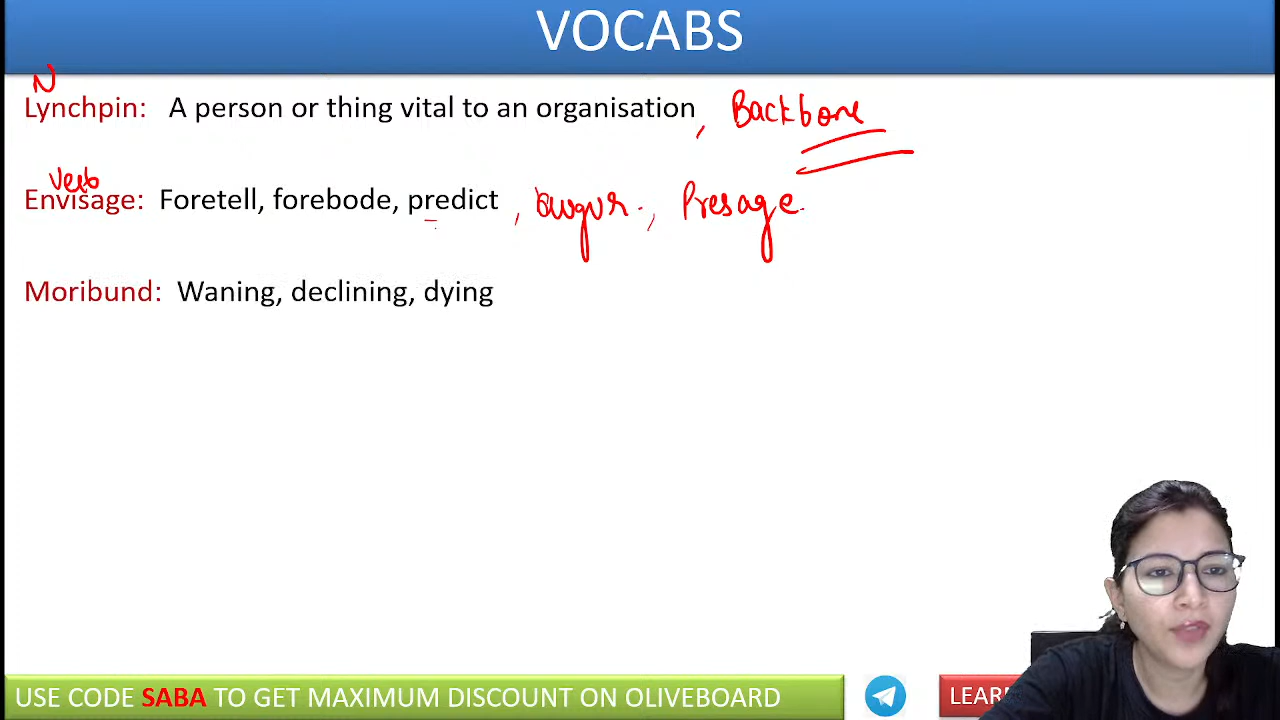 VOCABS
N
Lynchpin: A person or thing vital to an organisation, Backbone
Verb
Envisage: Foretell, forebode, predict, augur, Presage
Moribund: Waning, declining, dying
USE CODE SABA TO GET MAXIMUM DISCOUNT ON OLIVEBOARD